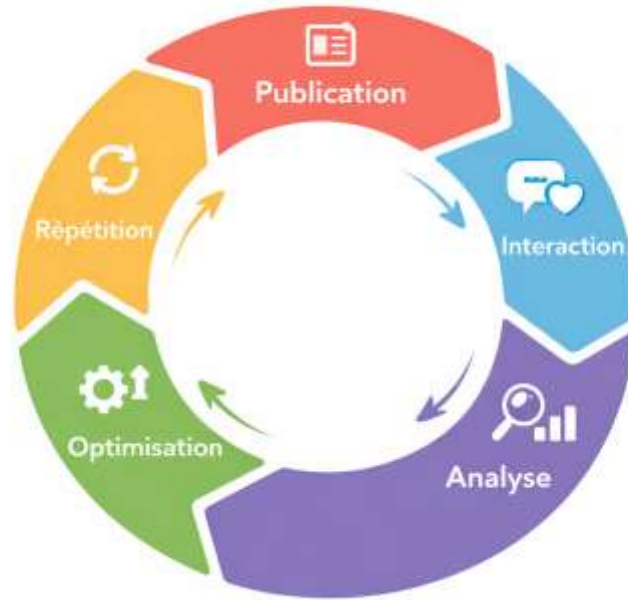 Publication
Interaction
Analyse
Optimisation
Rèpétition